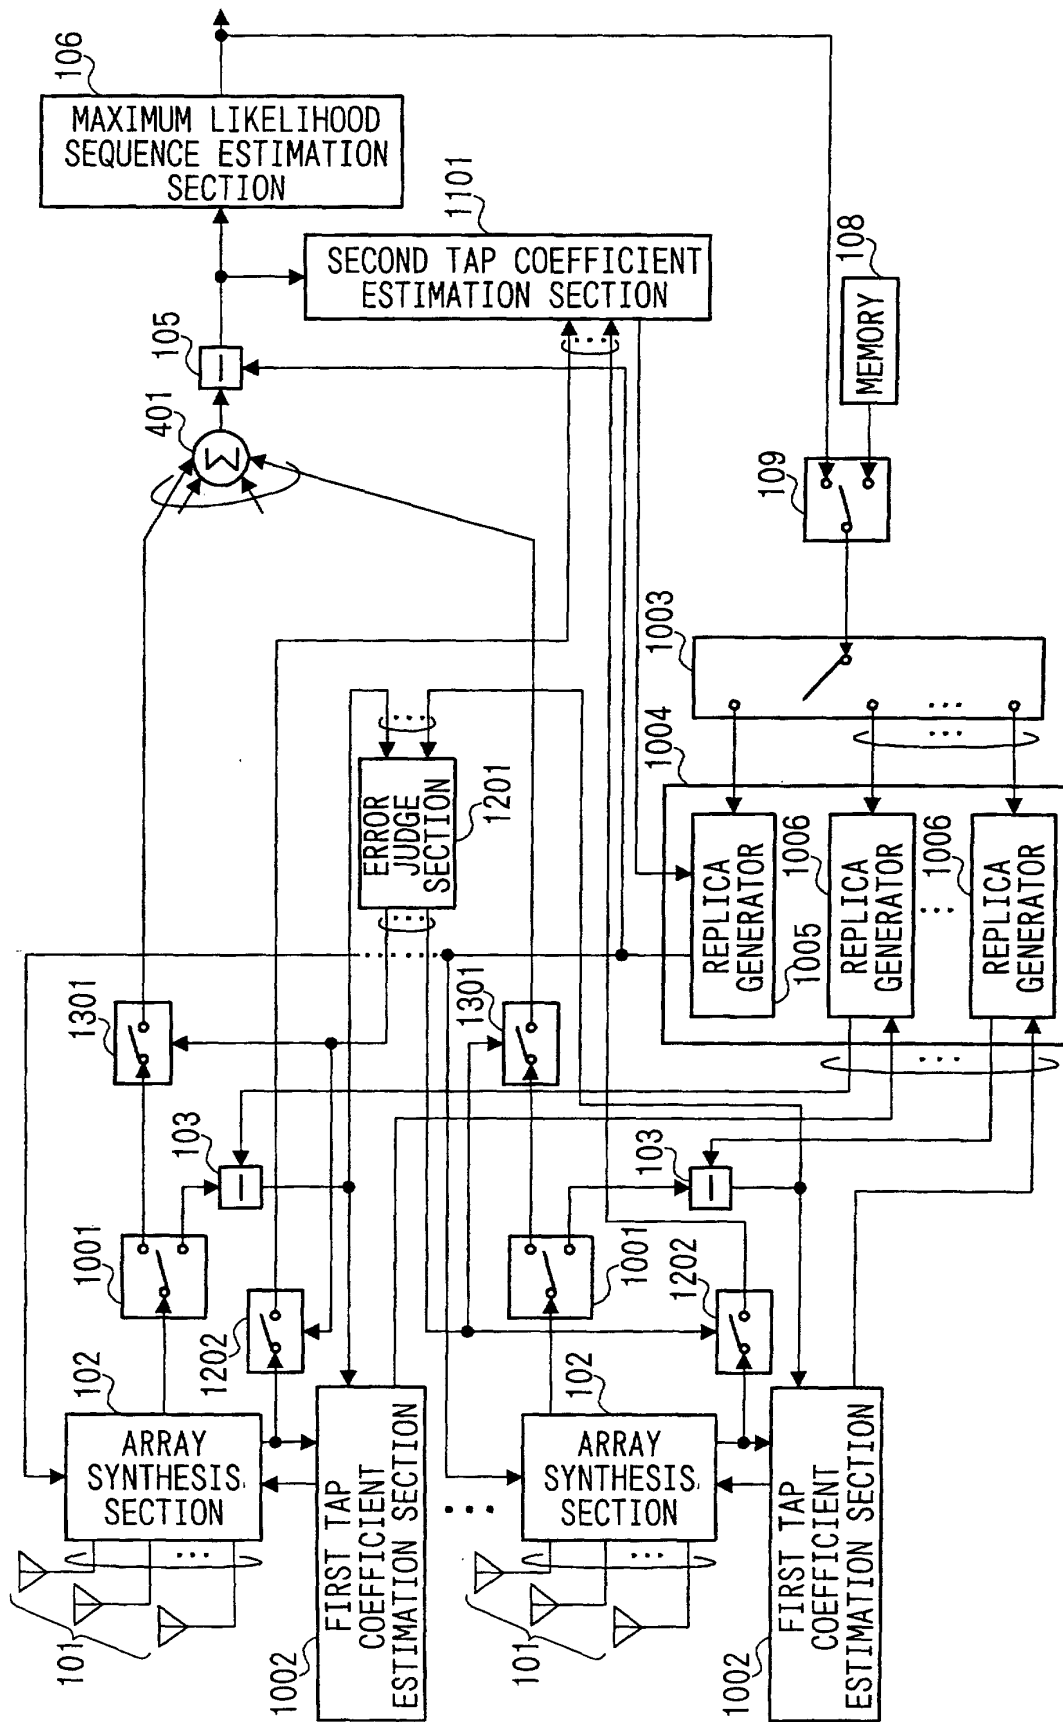 106
MAXIMUM LIKELIHOOD
SEQUENCE ESTIMATION
SECTION
1101
SECOND TAP COEFFICIENT
ESTIMATION SECTION
105
−
401
Σ
108
MEMORY
109
1003
1004
REPLICA
GENERATOR
1005
REPLICA
GENERATOR
1006
REPLICA
GENERATOR
1006
ERROR
JUDGE
SECTION
1201
1301
1301
103
−
103
−
1001
1001
1202
1202
102
ARRAY
SYNTHESIS
SECTION
102
ARRAY
SYNTHESIS
SECTION
101
101
FIRST TAP
COEFFICIENT
ESTIMATION SECTION
1002
FIRST TAP
COEFFICIENT
ESTIMATION SECTION
1002